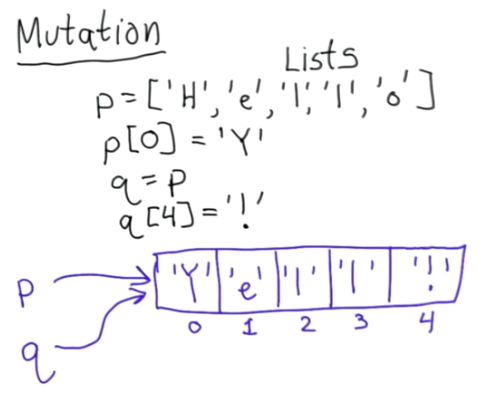 Mutation
Lists
p=['H','e','l','l','o']
p[0]='Y'
q=p
q[4]='!'
p
'Y' 'e' 'l' 'l' '!'
0 1 2 3 4
q